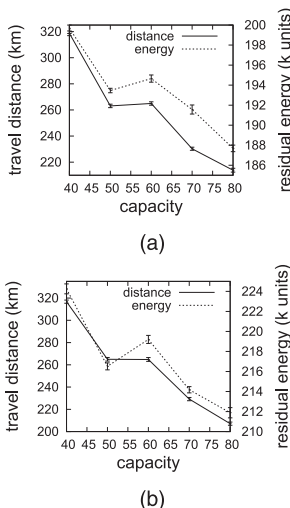 distance
energy
travel distance (km)
320
300
280
260
240
220
residual energy (k units)
200
198
196
194
192
190
188
186
40 45 50 55 60 65 70 75 80
capacity
(a)
distance
energy
travel distance (km)
320
300
280
260
240
220
200
residual energy (k units)
224
222
220
218
216
214
212
210
40 45 50 55 60 65 70 75 80
capacity
(b)